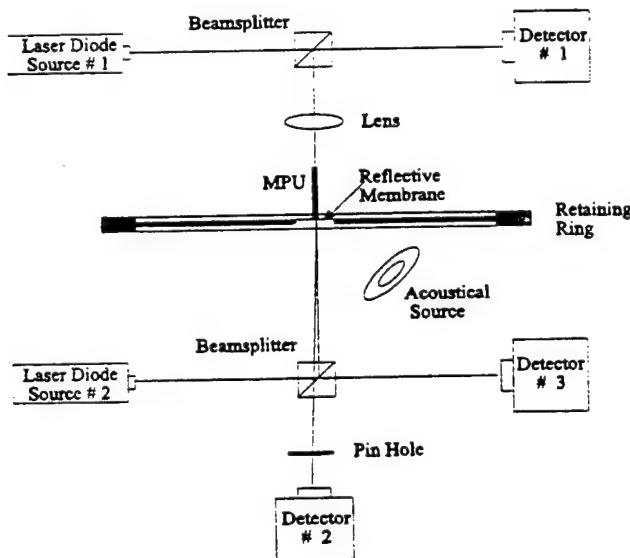 Beamsplitter
Laser Diode
Source # 1
Detector
# 1
Lens
MPU
Reflective
Membrane
Retaining
Ring
Acoustical
Source
Beamsplitter
Laser Diode
Source # 2
Detector
# 3
Pin Hole
Detector
# 2